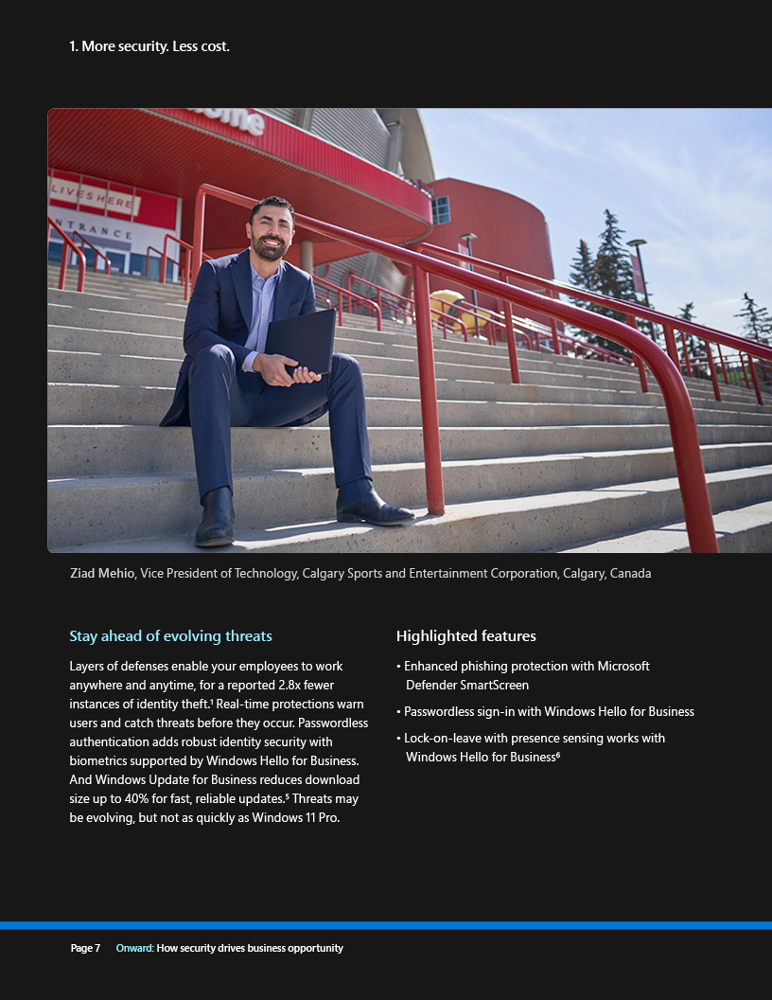 1. More security. Less cost.
ome
LIVES HERE
NTRANCE
Ziad Mehio, Vice President of Technology, Calgary Sports and Entertainment Corporation, Calgary, Canada
Stay ahead of evolving threats
Layers of defenses enable your employees to work
anywhere and anytime, for a reported 2.8x fewer
instances of identity theft.¹ Real-time protections warn
users and catch threats before they occur. Passwordless
authentication adds robust identity security with
biometrics supported by Windows Hello for Business.
And Windows Update for Business reduces download
size up to 40% for fast, reliable updates.⁵ Threats may
be evolving, but not as quickly as Windows 11 Pro.
Highlighted features
• Enhanced phishing protection with Microsoft
Defender SmartScreen
• Passwordless sign-in with Windows Hello for Business
• Lock-on-leave with presence sensing works with
Windows Hello for Business⁶
Page 7 Onward: How security drives business opportunity